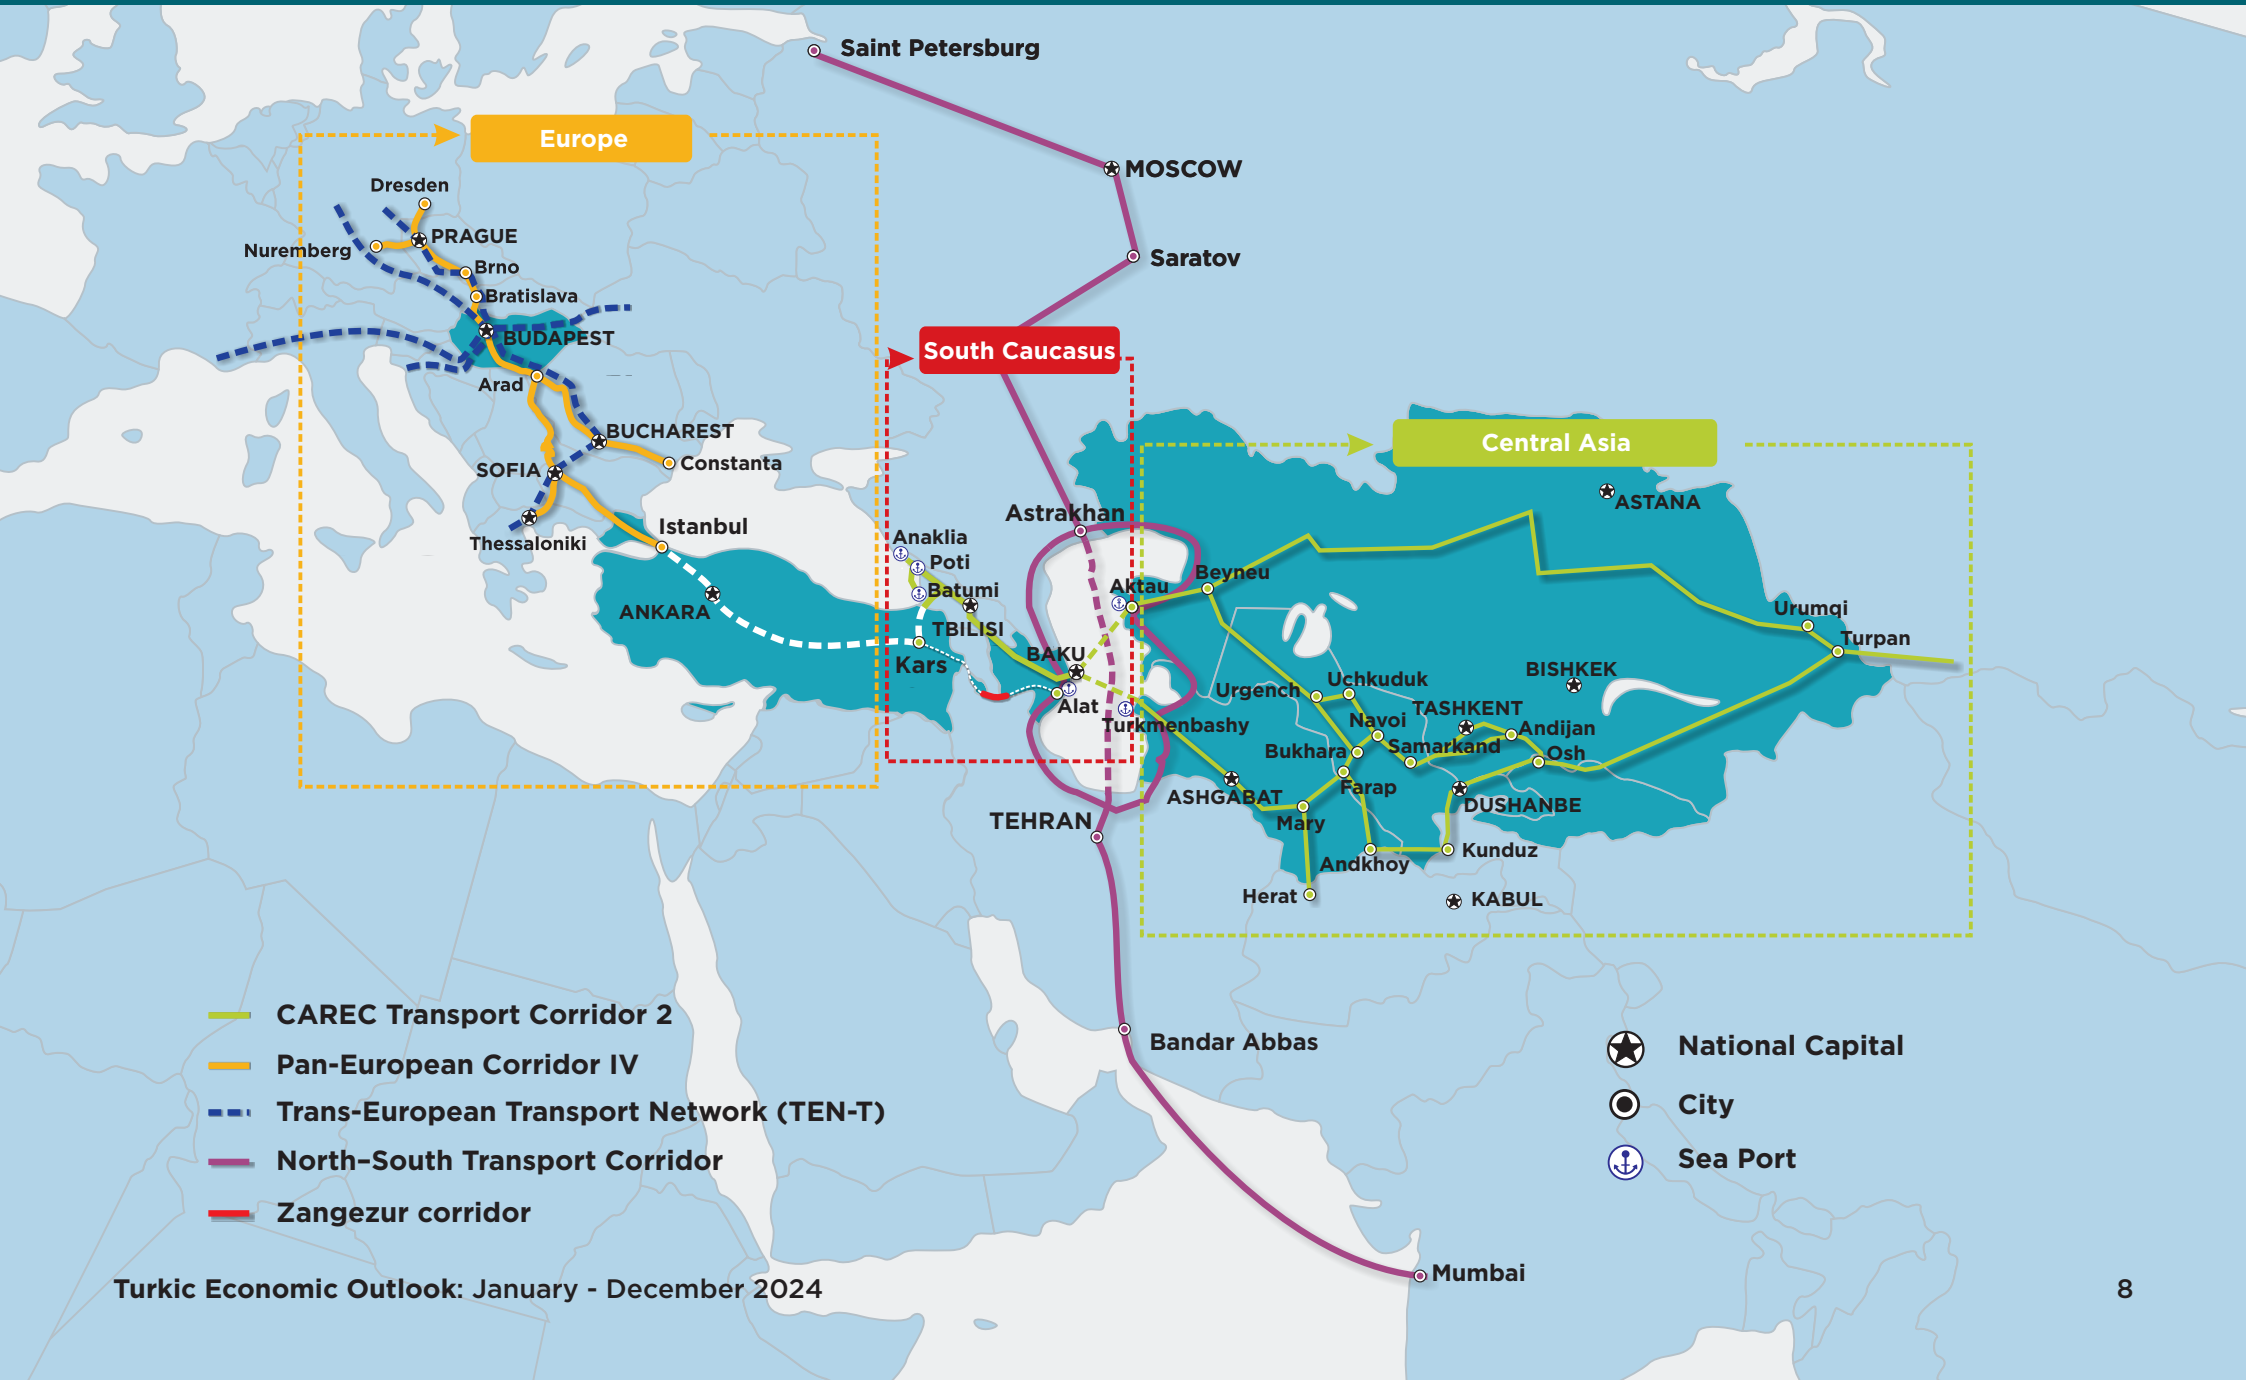 Saint Petersburg
Europe
MOSCOW
Dresden
PRAGUE
Nuremberg
Saratov
Brno
Bratislava
BUDAPEST
South Caucasus
Arad
BUCHAREST
Central Asia
SOFIA
Constanta
ASTANA
Astrakhan
Istanbul
Thessaloniki
Anaklia
Poti
Beyneu
Aktau
Batumi
ANKARA
Urumqi
TBILISI
Turpan
BAKU
Kars
BISHKEK
Uchkuduk
Urgench
Alat
TASHKENT
Navoi
Turkmenbashy
Andijan
Samarkand
Bukhara
Osh
Farap
ASHGABAT
DUSHANBE
TEHRAN
Mary
Kunduz
Andkhoy
Herat
KABUL
Bandar Abbas
CAREC Transport Corridor 2
Pan-European Corridor IV
Trans-European Transport Network (TEN-T)
North–South Transport Corridor
Zangezur corridor
National Capital
City
Sea Port
Mumbai
Turkic Economic Outlook: January - December 2024
8